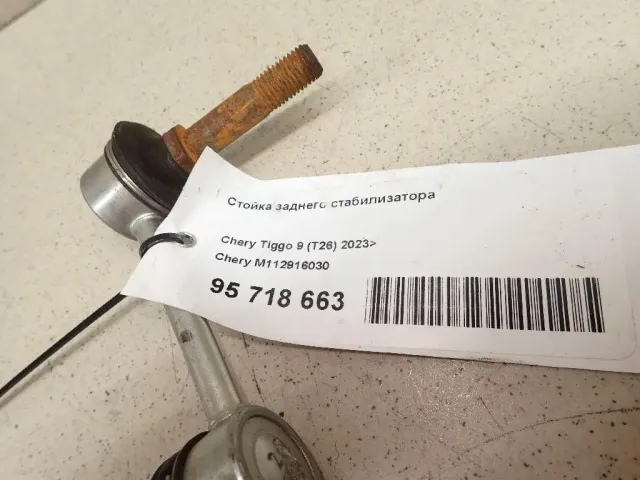 Стойка заднего стабилизатора
Chery Tiggo 9 (T26) 2023>
Chery M112916030
95 718 663